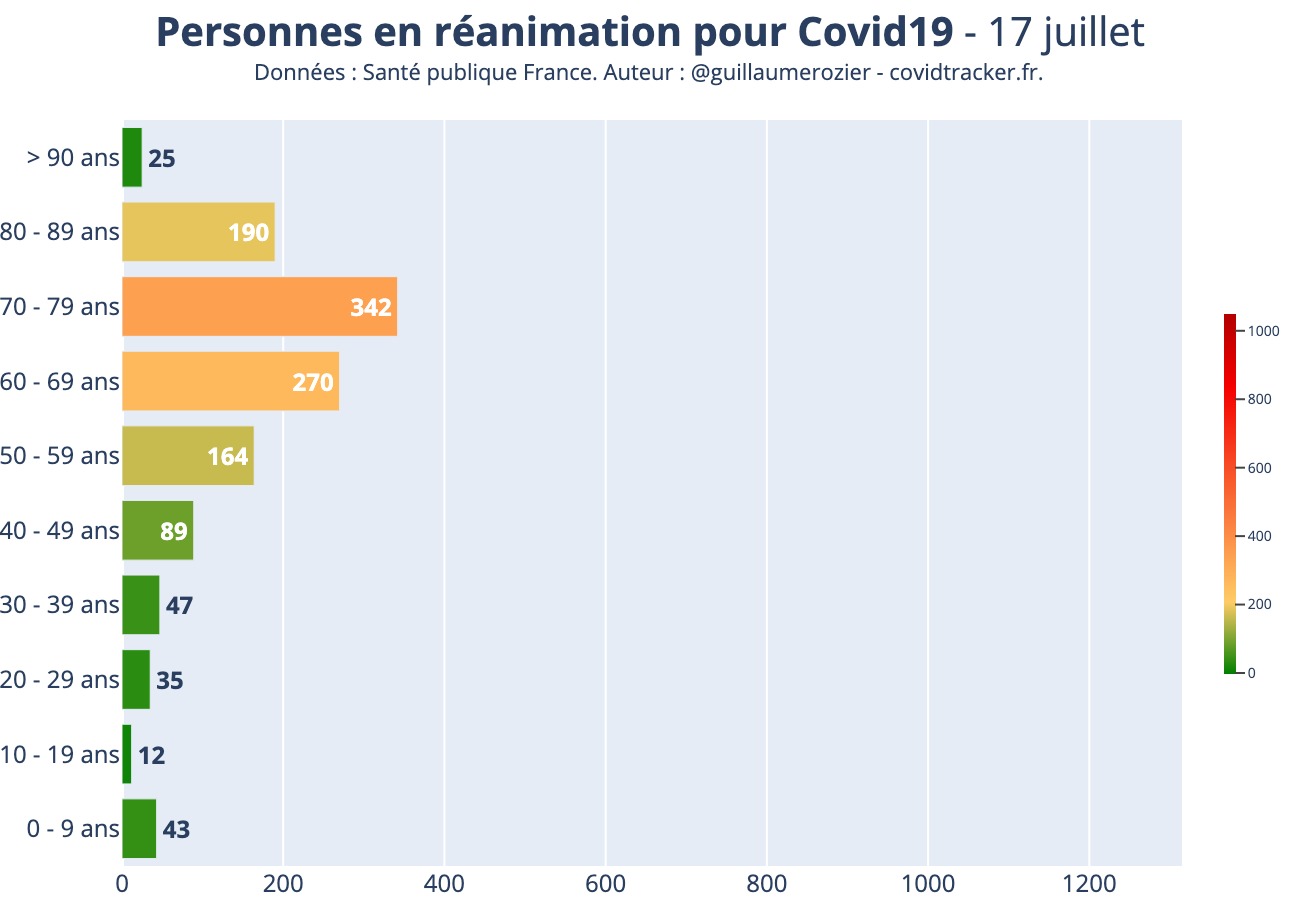 Personnes en réanimation pour Covid19 - 17 juillet
Données : Santé publique France. Auteur : @guillaumerozier - covidtracker.fr.
> 90 ans 25
80 - 89 ans 190
70 - 79 ans 342
60 - 69 ans 270
50 - 59 ans 164
40 - 49 ans 89
30 - 39 ans 47
20 - 29 ans 35
10 - 19 ans 12
0 - 9 ans 43
0 200 400 600 800 1000 1200
1000
800
600
400
200
0